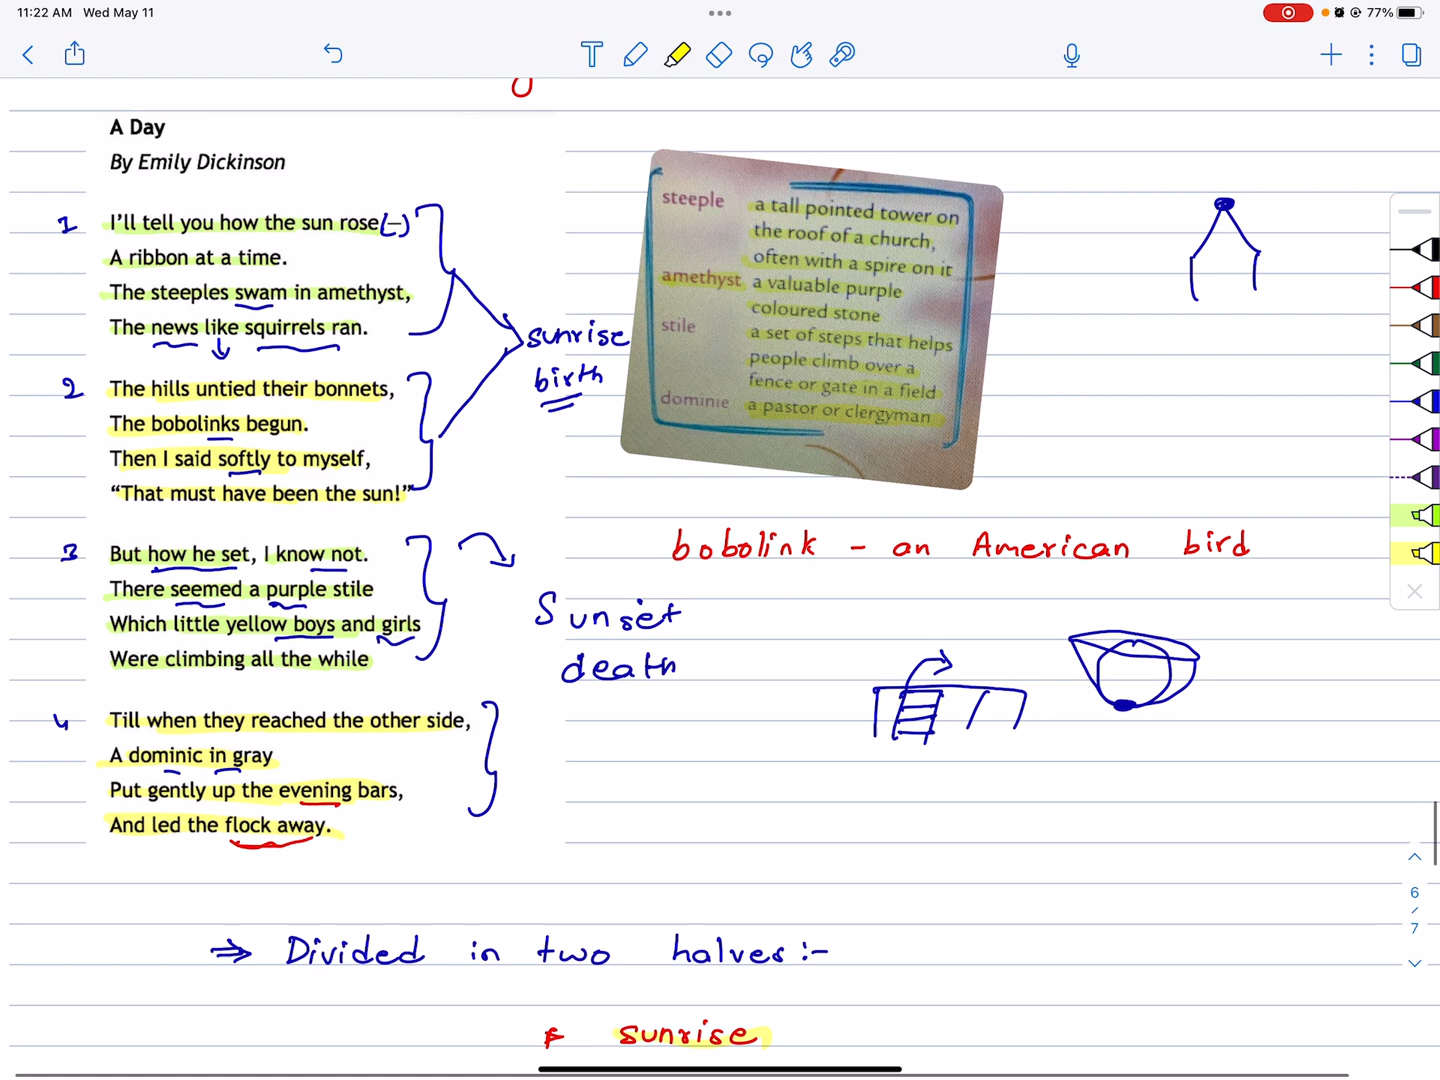 11:22 AM Wed May 11
77%
A Day
By Emily Dickinson
1 I'll tell you how the sun rose (—)
A ribbon at a time.
The steeples swam in amethyst,
The news like squirrels ran.
2 The hills untied their bonnets,
The bobolinks begun.
Then I said softly to myself,
“That must have been the sun!”
sunrise
birth
3 But how he set, I know not.
There seemed a purple stile
Which little yellow boys and girls
Were climbing all the while
Sunset
death
4 Till when they reached the other side,
A dominic in gray
Put gently up the evening bars,
And led the flock away.
steeple a tall pointed tower on
the roof of a church,
often with a spire on it
amethyst a valuable purple
coloured stone
stile a set of steps that helps
people climb over a
fence or gate in a field
dominie a pastor or clergyman
bobolink - an American bird
⇒ Divided in two halves :-
sunrise
6
/
7